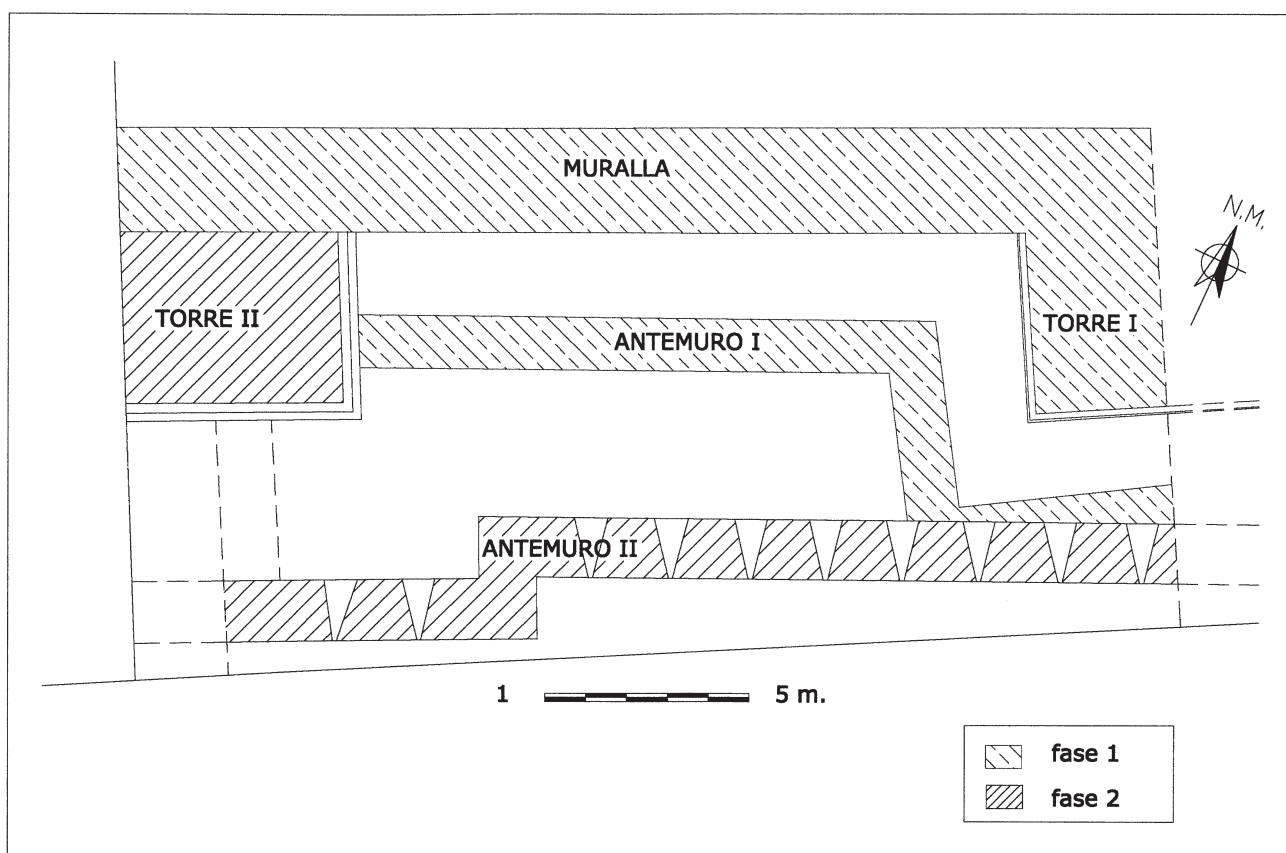 MURALLA
N.M.
TORRE II
TORRE I
ANTEMURO I
ANTEMURO II
1 5 m.
fase 1
fase 2